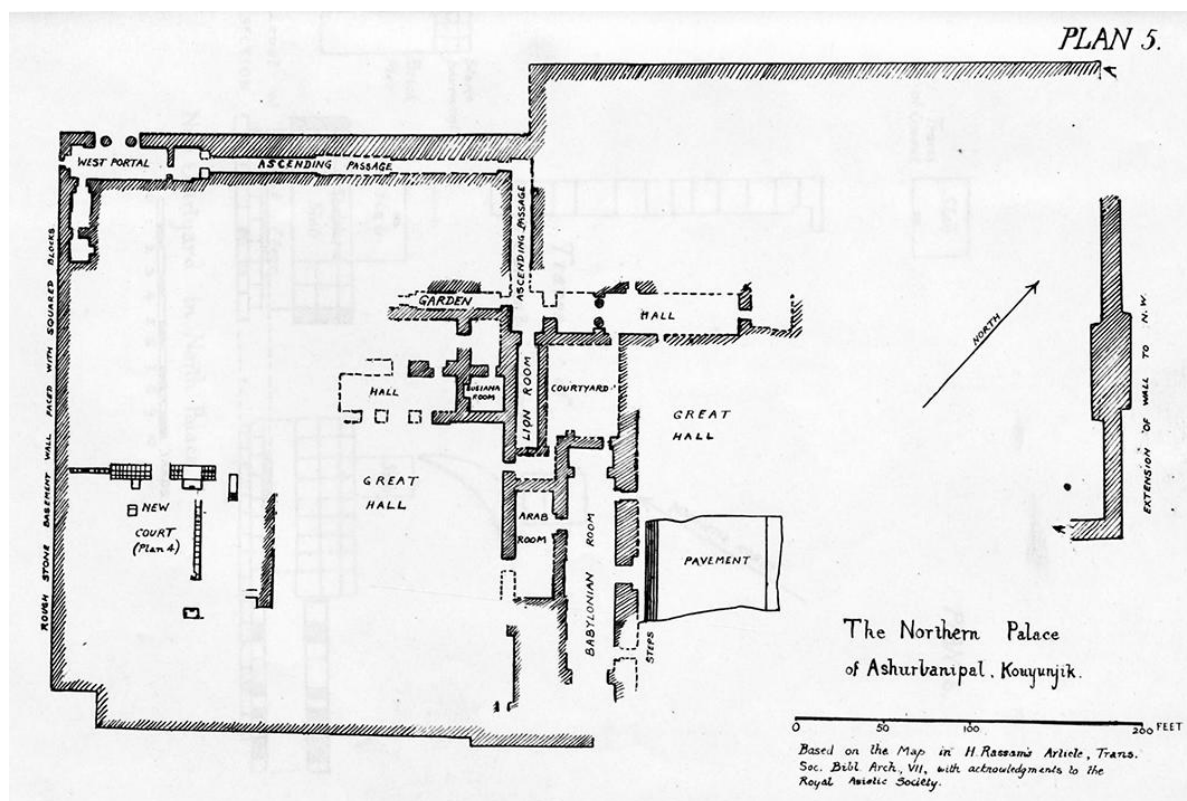 PLAN 5.
A
WEST PORTAL
ASCENDING PASSAGE
ASCENDING PASSAGE
GARDEN
HALL
NORTH
ROUGH STONE BASEMENT WALL FACED WITH SQUARED BLOCKS
HALL
SUSIANA
ROOM
LION ROOM
COURTYARD
GREAT
HALL
EXTENSION OF WALL TO N.W.
GREAT
HALL
NEW
COURT
(Plan 4)
ARAB
ROOM
BABYLONIAN ROOM
PAVEMENT
STEPS
A
The Northern Palace
of Ashurbanipal, Kouyunjik.
0 50 100 200 FEET
Based on the Map in H. Rassam's Article, Trans.
Soc. Bibl. Arch., VII, with acknowledgments to the
Royal Asiatic Society.